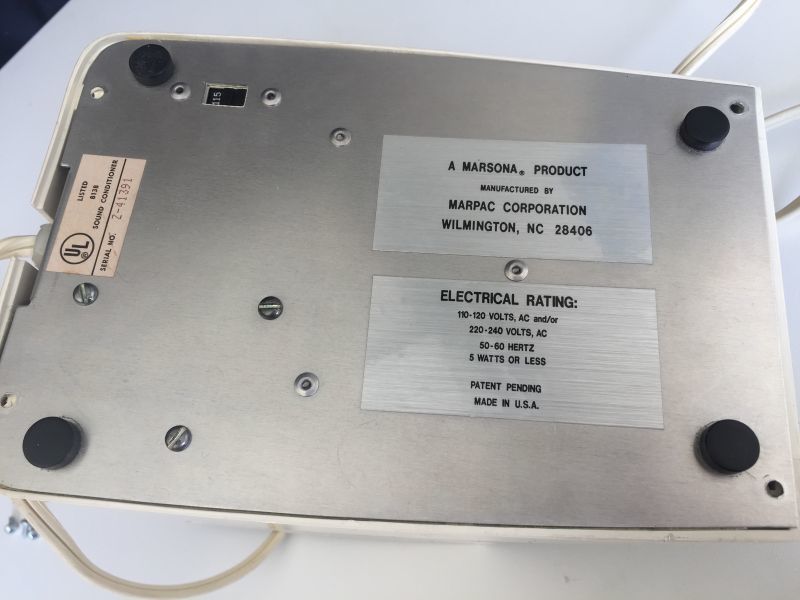 115
LISTED
8138
SOUND CONDITIONER
UL®
SERIAL NO. Z-41391
A MARSONA® PRODUCT
MANUFACTURED BY
MARPAC CORPORATION
WILMINGTON, NC 28406
ELECTRICAL RATING:
110-120 VOLTS, AC and/or
220-240 VOLTS, AC
50-60 HERTZ
5 WATTS OR LESS
PATENT PENDING
MADE IN U.S.A.